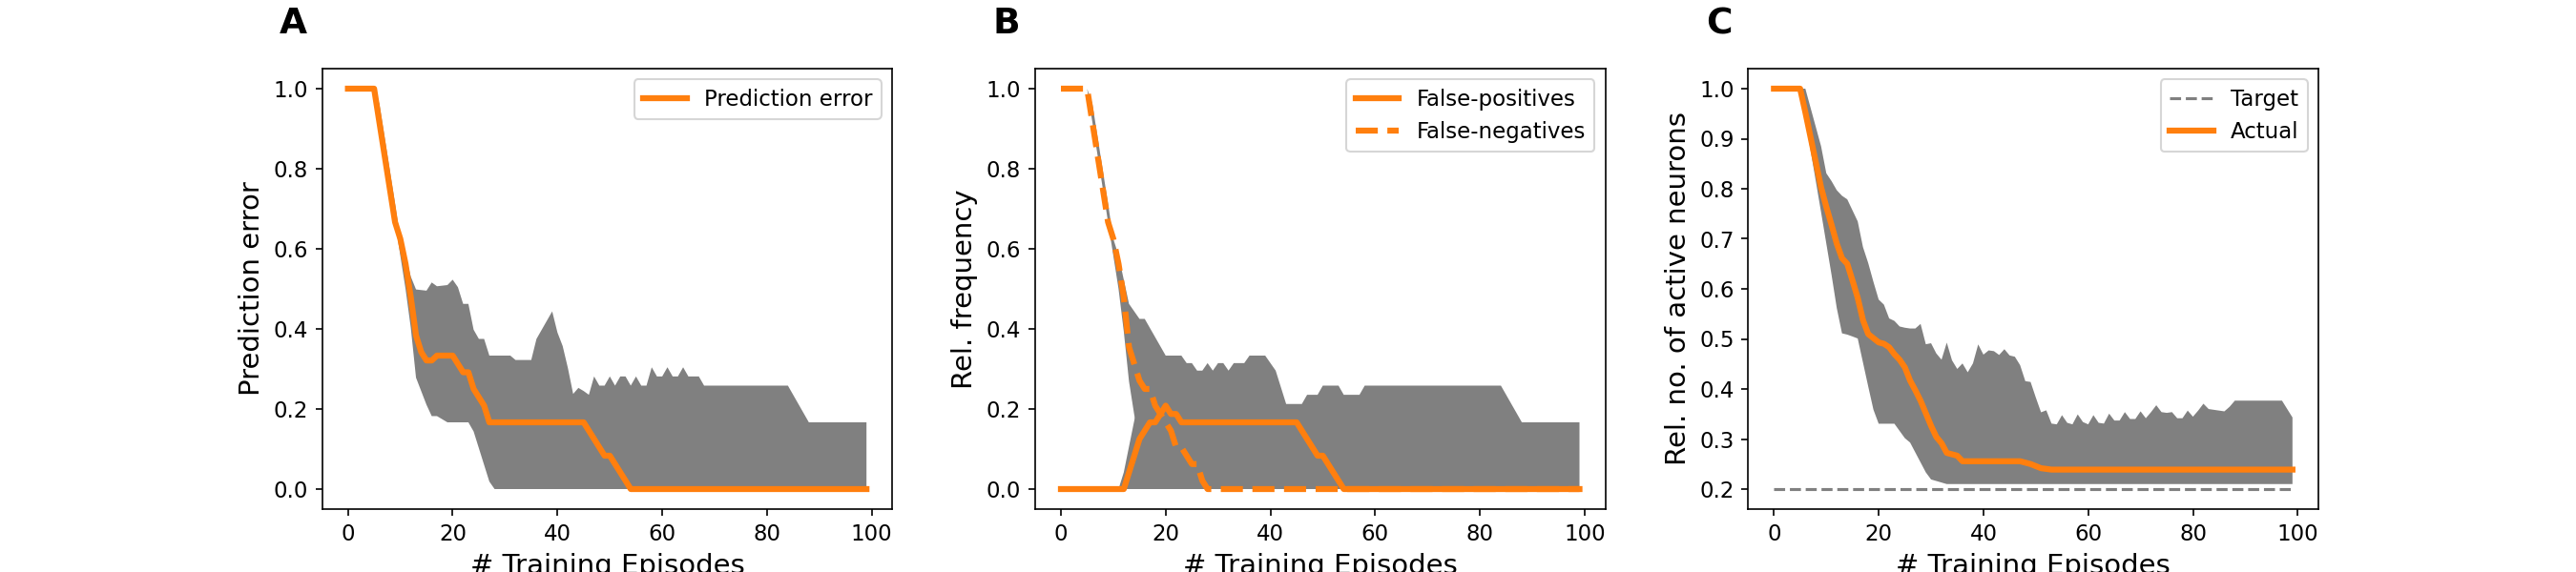 A
Prediction error
1.0
0.8
0.6
0.4
0.2
0.0
Prediction error
0
20
40
60
80
100
# Training Episodes
B
False-positives
False-negatives
1.0
0.8
0.6
0.4
0.2
0.0
Rel. frequency
0
20
40
60
80
100
# Training Episodes
C
Target
Actual
1.0
0.9
0.8
0.7
0.6
0.5
0.4
0.3
0.2
Rel. no. of active neurons
0
20
40
60
80
100
# Training Episodes